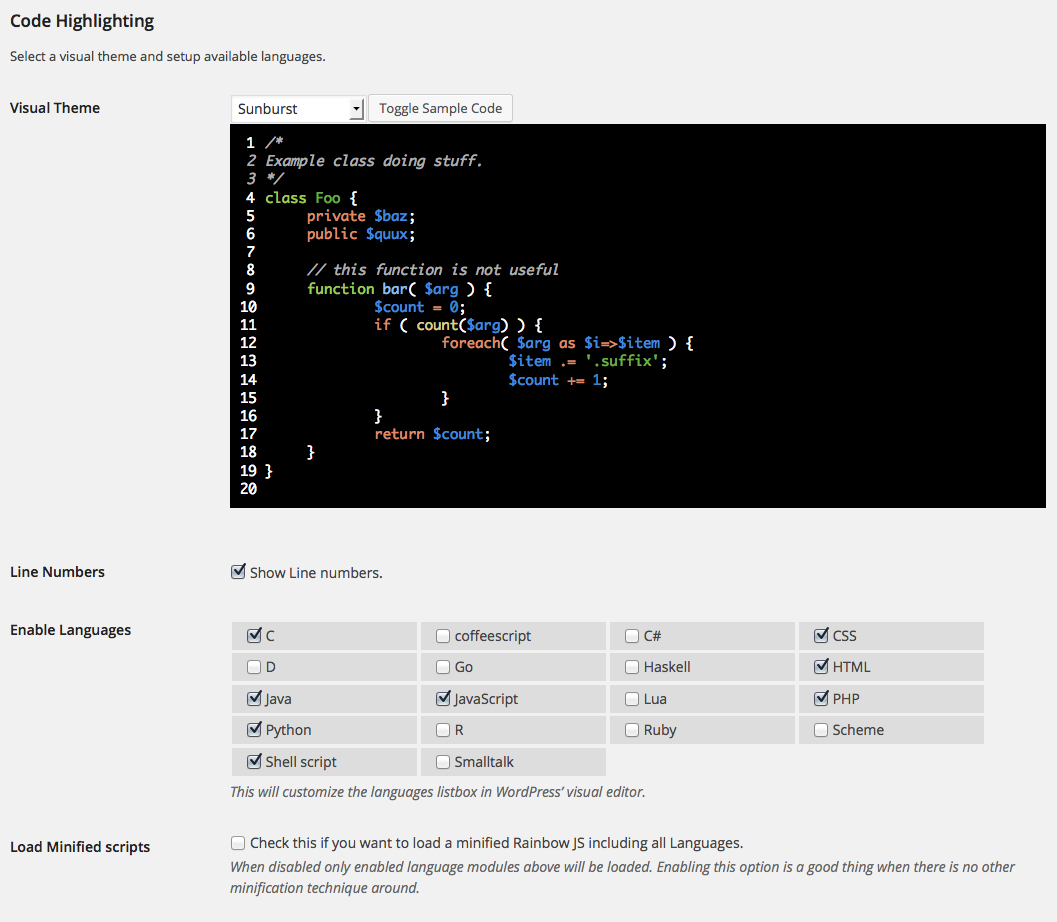 Code Highlighting
Select a visual theme and setup available languages.
Visual Theme
Sunburst Toggle Sample Code
1 /*
2 Example class doing stuff.
3 */
4 class Foo {
5 private $baz;
6 public $quux;
7
8 // this function is not useful
9 function bar( $arg ) {
10 $count = 0;
11 if ( count($arg) ) {
12 foreach( $arg as $i=>$item ) {
13 $item .= '.suffix';
14 $count += 1;
15 }
16 }
17 return $count;
18 }
19 }
20
Line Numbers
Show Line numbers.
Enable Languages
C coffeescript C# CSS
D Go Haskell HTML
Java JavaScript Lua PHP
Python R Ruby Scheme
Shell script Smalltalk
This will customize the languages listbox in WordPress’ visual editor.
Load Minified scripts
Check this if you want to load a minified Rainbow JS including all Languages.
When disabled only enabled language modules above will be loaded. Enabling this option is a good thing when there is no other
minification technique around.